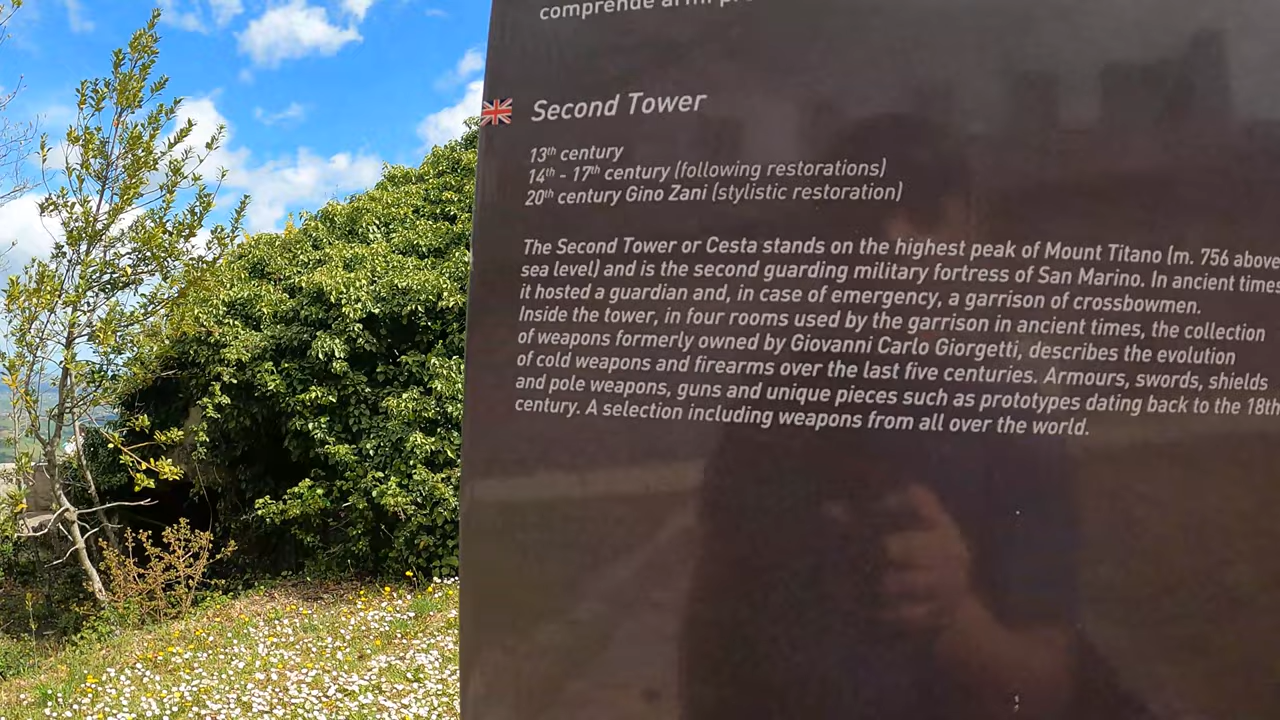 comprende armi
Second Tower
13th century
14th - 17th century (following restorations)
20th century Gino Zani (stylistic restoration)
The Second Tower or Cesta stands on the highest peak of Mount Titano (m. 756 above
sea level) and is the second guarding military fortress of San Marino. In ancient times
it hosted a guardian and, in case of emergency, a garrison of crossbowmen.
Inside the tower, in four rooms used by the garrison in ancient times, the collection
of weapons formerly owned by Giovanni Carlo Giorgetti, describes the evolution
of cold weapons and firearms over the last five centuries. Armours, swords, shields
and pole weapons, guns and unique pieces such as prototypes dating back to the 18th
century. A selection including weapons from all over the world.